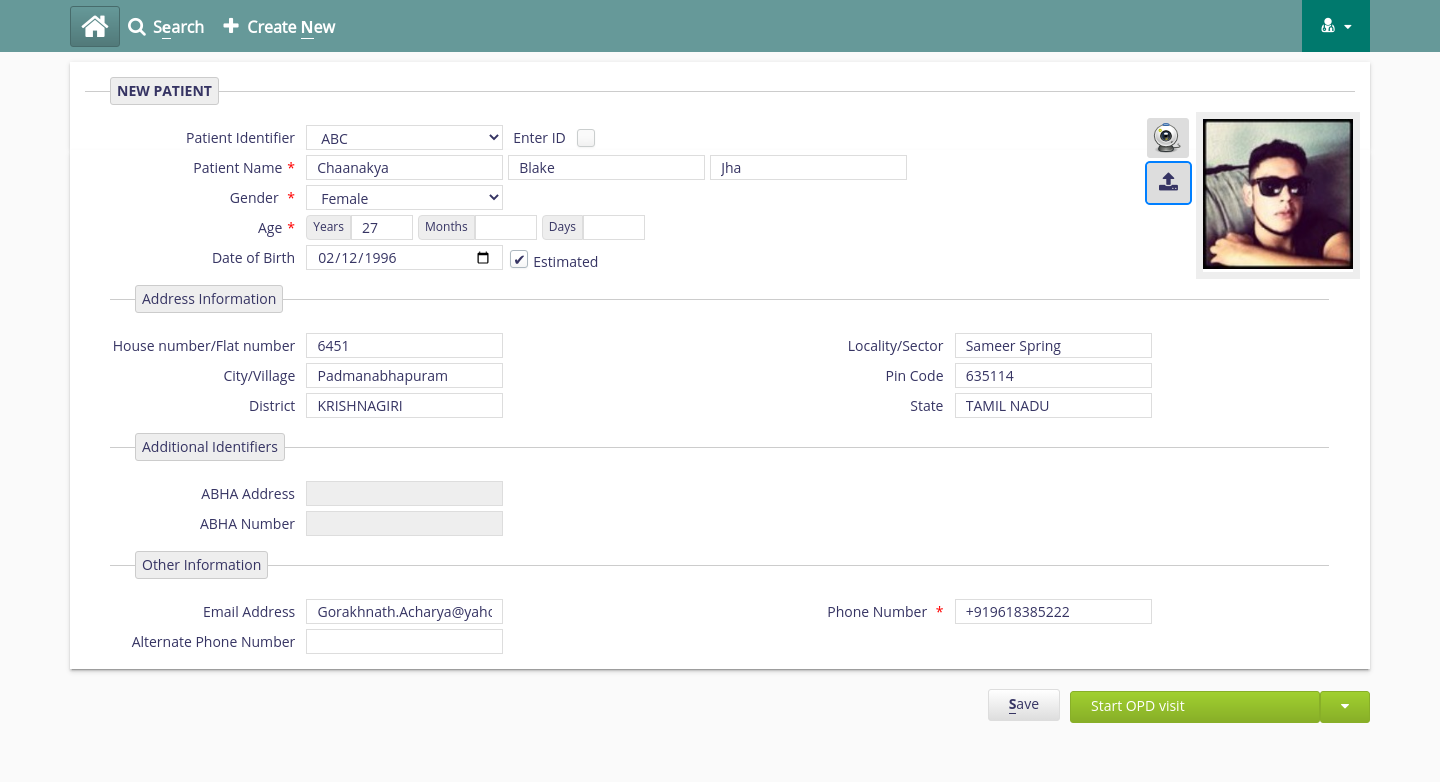 Search Create New
NEW PATIENT
Patient Identifier ABC Enter ID
Patient Name * Chaanakya Blake Jha
Gender * Female
Age * Years 27 Months Days
Date of Birth 02/12/1996 Estimated
Address Information
House number/Flat number 6451 Locality/Sector Sameer Spring
City/Village Padmanabhapuram Pin Code 635114
District KRISHNAGIRI State TAMIL NADU
Additional Identifiers
ABHA Address
ABHA Number
Other Information
Email Address Gorakhnath.Acharya@yaho Phone Number * +919618385222
Alternate Phone Number
Save Start OPD visit